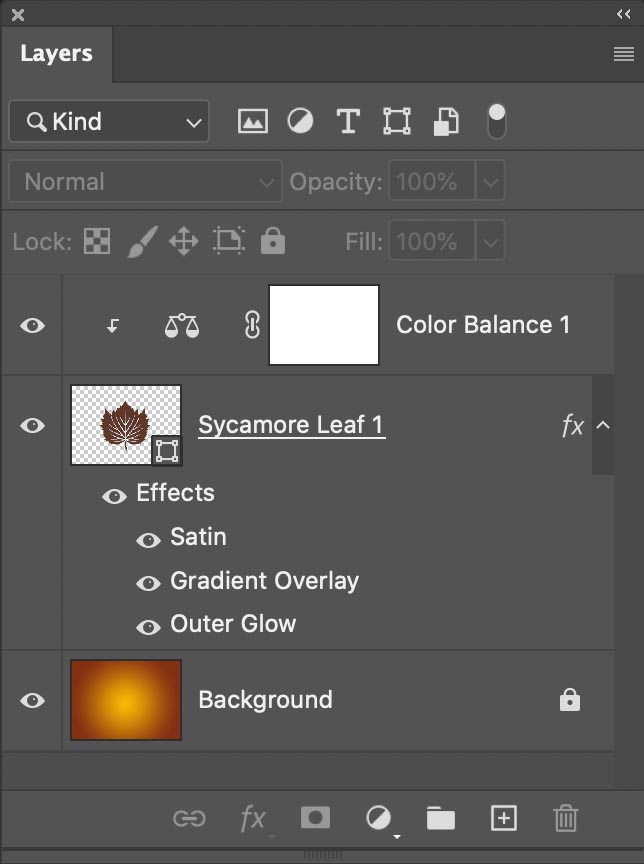 Layers
Kind
Normal Opacity: 100%
Lock: Fill: 100%
Color Balance 1
Sycamore Leaf 1 fx
Effects
Satin
Gradient Overlay
Outer Glow
Background
fx